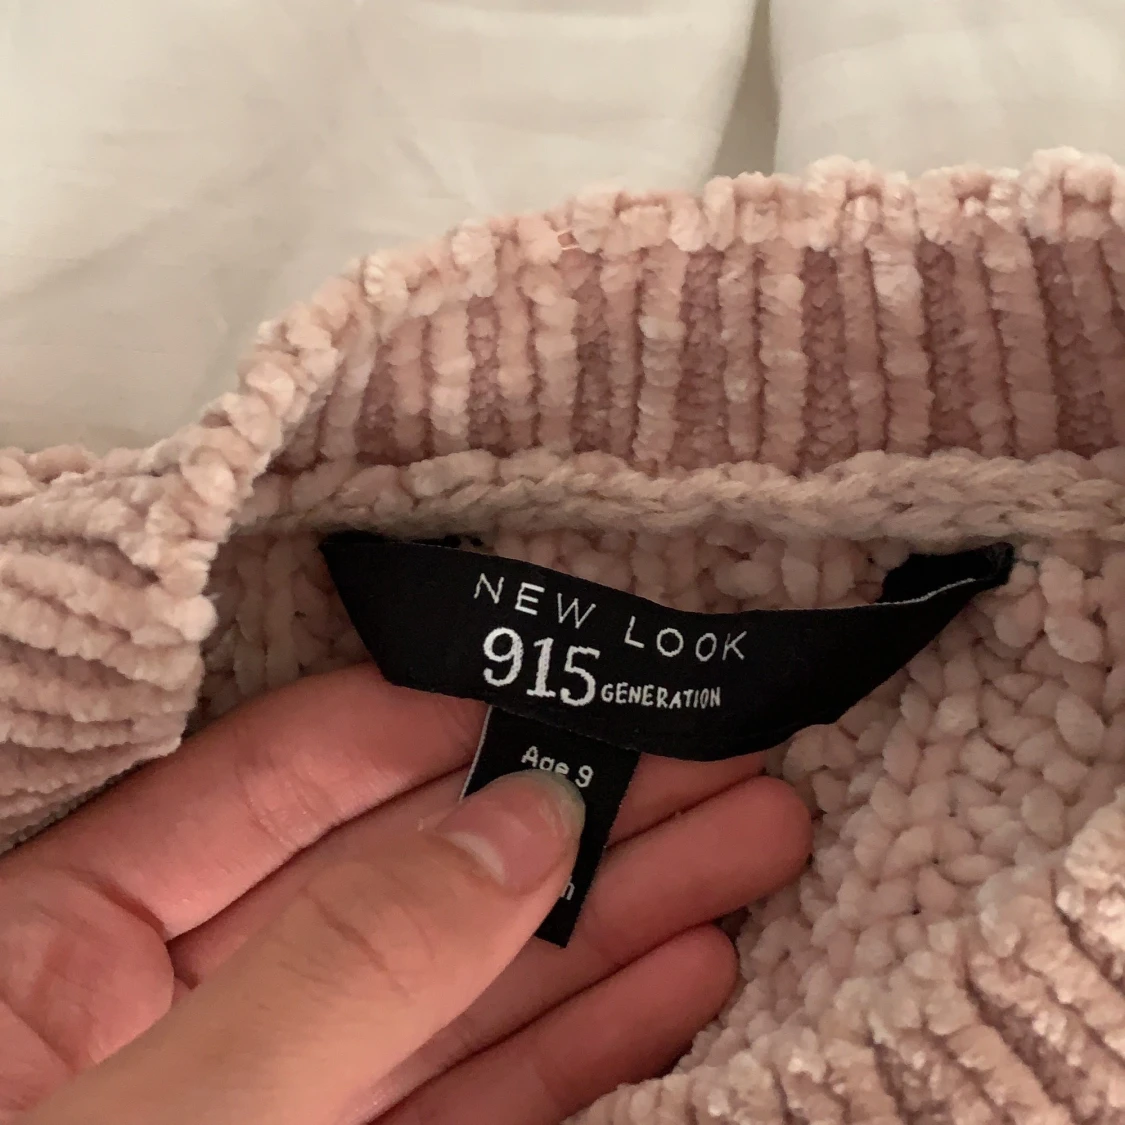 NEW LOOK
915 GENERATION
Age 9